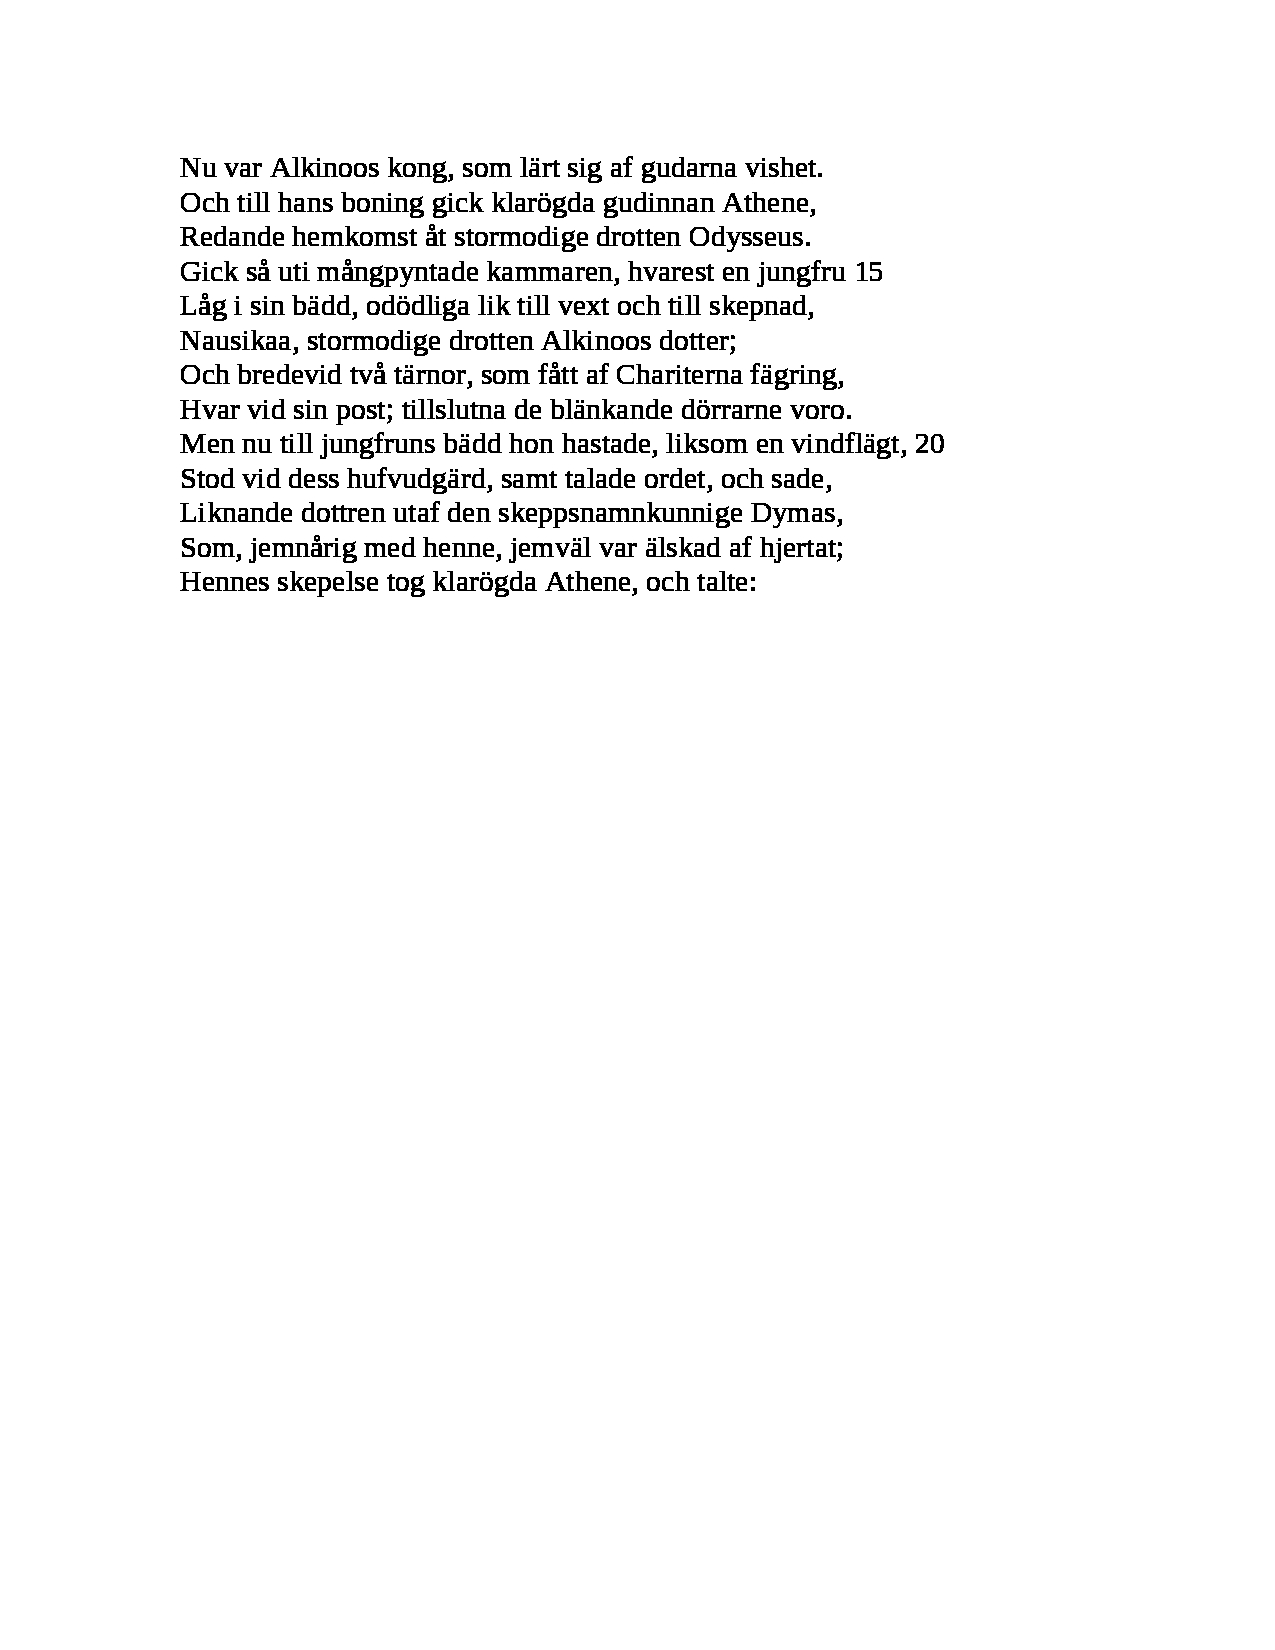 Nu var Alkinoos kong, som lärt sig af gudarna vishet.
Och till hans boning gick klarögda gudinnan Athene,
Redande hemkomst åt stormodige drotten Odysseus.
Gick så uti mångpyntade kammaren, hvarest en jungfru 15
Låg i sin bädd, odödliga lik till vext och till skepnad,
Nausikaa, stormodige drotten Alkinoos dotter;
Och bredevid två tärnor, som fått af Chariterna fägring,
Hvar vid sin post; tillslutna de blänkande dörrarne voro.
Men nu till jungfruns bädd hon hastade, liksom en vindflägt, 20
Stod vid dess hufvudgärd, samt talade ordet, och sade,
Liknande dottren utaf den skeppsnamnkunnige Dymas,
Som, jemnårig med henne, jemväl var älskad af hjertat;
Hennes skepelse tog klarögda Athene, och talte: